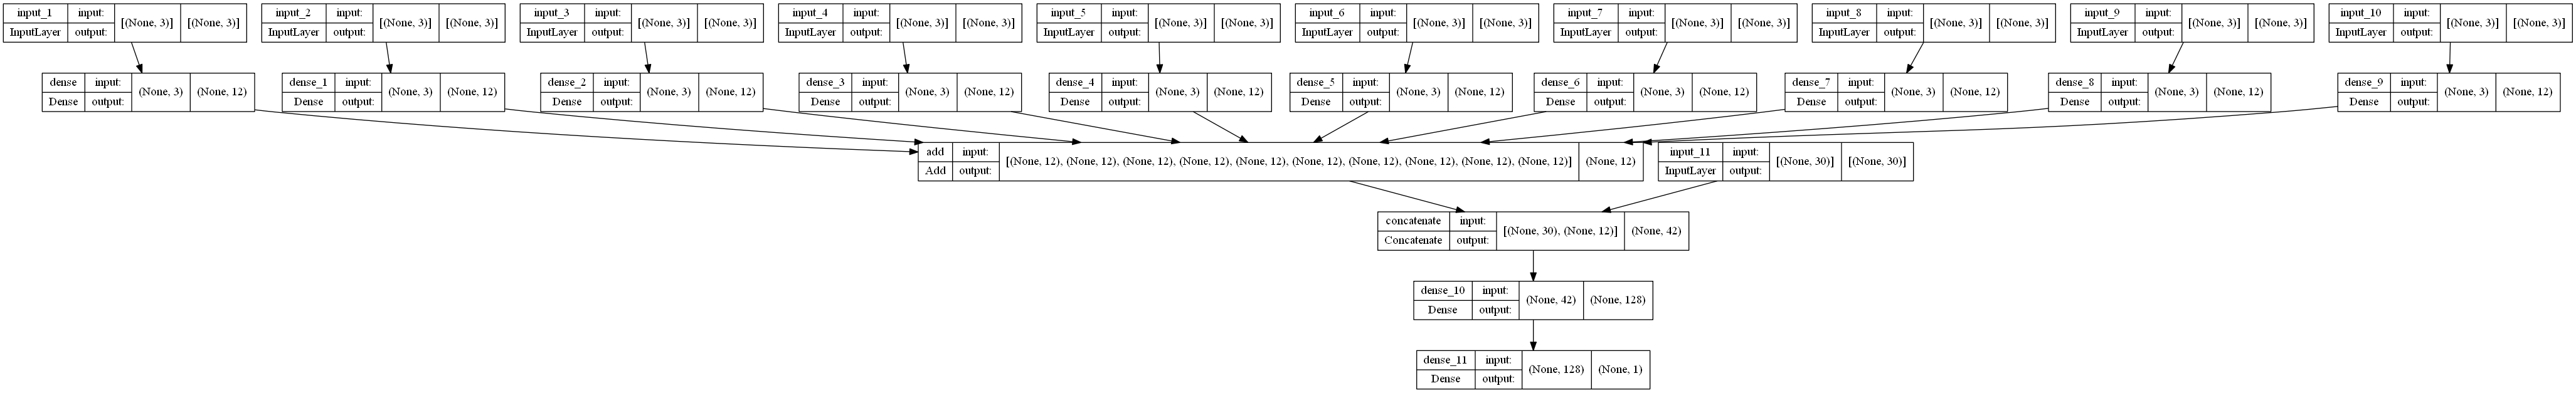 input_1 input: [(None, 3)] [(None, 3)]
InputLayer output:
input_2 input: [(None, 3)] [(None, 3)]
InputLayer output:
input_3 input: [(None, 3)] [(None, 3)]
InputLayer output:
input_4 input: [(None, 3)] [(None, 3)]
InputLayer output:
input_5 input: [(None, 3)] [(None, 3)]
InputLayer output:
input_6 input: [(None, 3)] [(None, 3)]
InputLayer output:
input_7 input: [(None, 3)] [(None, 3)]
InputLayer output:
input_8 input: [(None, 3)] [(None, 3)]
InputLayer output:
input_9 input: [(None, 3)] [(None, 3)]
InputLayer output:
input_10 input: [(None, 3)] [(None, 3)]
InputLayer output:
dense input: (None, 3) (None, 12)
Dense output:
dense_1 input: (None, 3) (None, 12)
Dense output:
dense_2 input: (None, 3) (None, 12)
Dense output:
dense_3 input: (None, 3) (None, 12)
Dense output:
dense_4 input: (None, 3) (None, 12)
Dense output:
dense_5 input: (None, 3) (None, 12)
Dense output:
dense_6 input: (None, 3) (None, 12)
Dense output:
dense_7 input: (None, 3) (None, 12)
Dense output:
dense_8 input: (None, 3) (None, 12)
Dense output:
dense_9 input: (None, 3) (None, 12)
Dense output:
add input: [(None, 12), (None, 12), (None, 12), (None, 12), (None, 12), (None, 12), (None, 12), (None, 12), (None, 12), (None, 12)] (None, 12)
Add output:
input_11 input: [(None, 30)] [(None, 30)]
InputLayer output:
concatenate input: [(None, 30), (None, 12)] (None, 42)
Concatenate output:
dense_10 input: (None, 42) (None, 128)
Dense output:
dense_11 input: (None, 128) (None, 1)
Dense output: